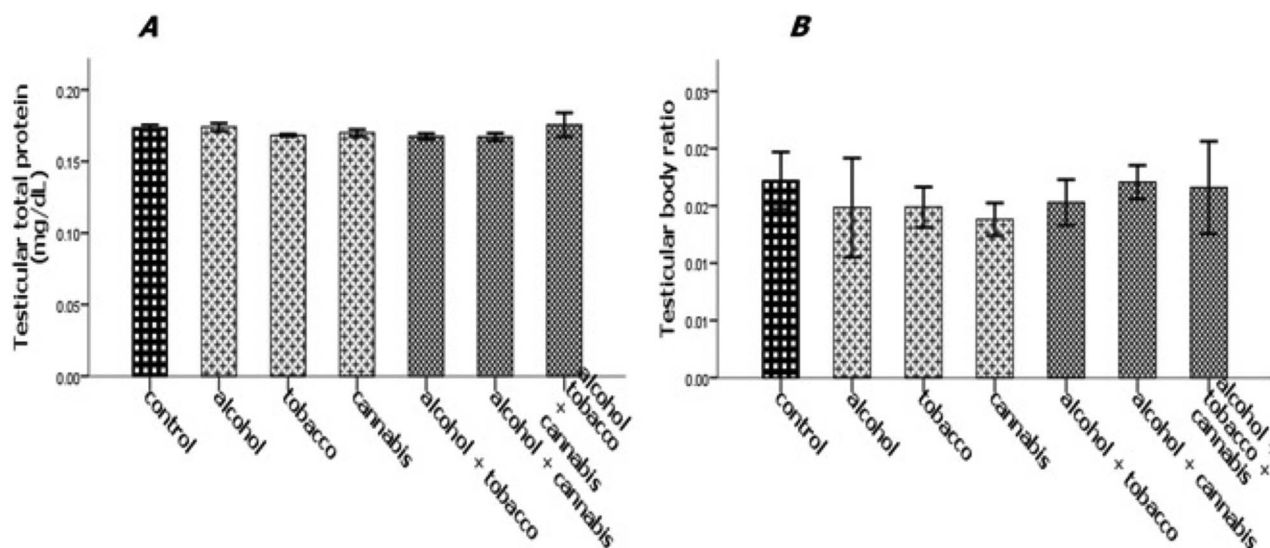 A
Testicular total protein
(mg/dL)
0.20
0.15
0.10
0.05
0.00
control
alcohol
tobacco
cannabis
alcohol + tobacco
alcohol + cannabis
alcohol
tobacco
+ cannabis
B
Testicular body ratio
0.03
0.02
0.02
0.01
0.01
0.00
control
alcohol
tobacco
cannabis
alcohol + tobacco
alcohol + cannabis
alcohol +
tobacco +
cannabis